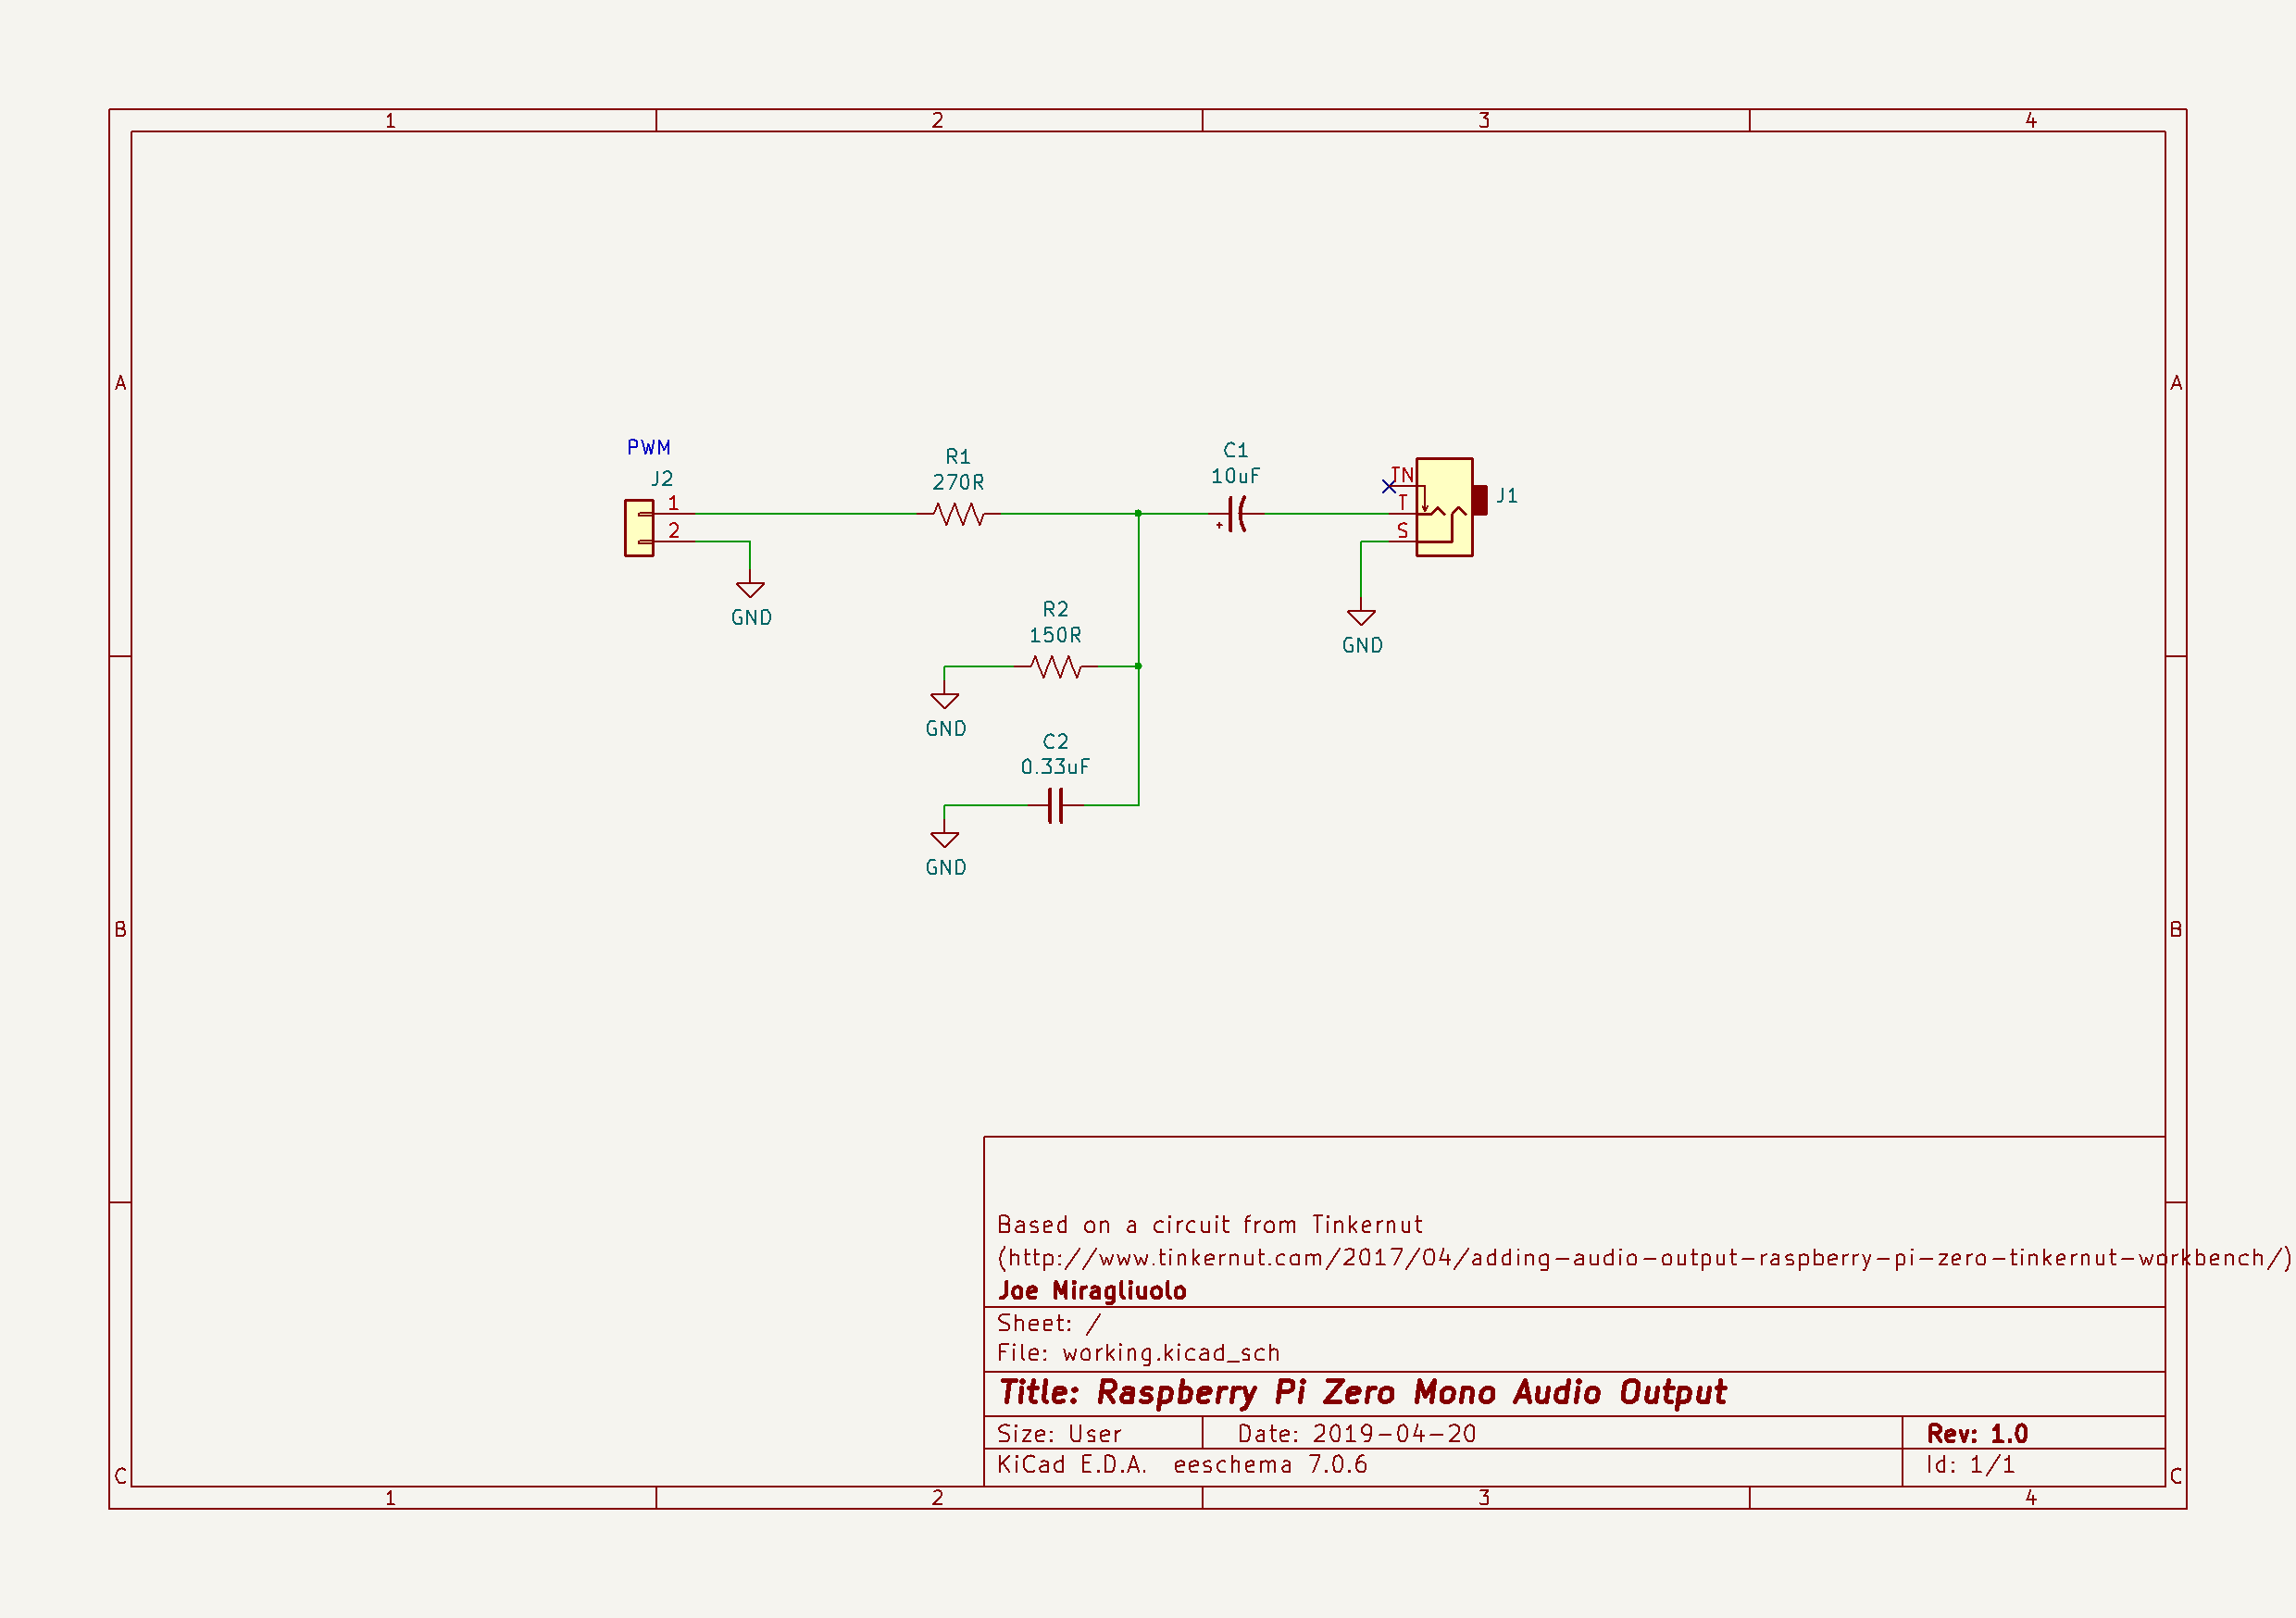 1 2 3 4
A A
PWM
J2
1
2
GND
R1
270R
C1
10uF
TN
T
S
J1
GND
R2
150R
GND
C2
0.33uF
GND
B B
Based on a circuit from Tinkernut
(http://www.tinkernut.com/2017/04/adding-audio-output-raspberry-pi-zero-tinkernut-workbench/)
Joe Miragliuolo
Sheet: /
File: working.kicad_sch
Title: Raspberry Pi Zero Mono Audio Output
Size: User Date: 2019-04-20 Rev: 1.0
KiCad E.D.A. eeschema 7.0.6 Id: 1/1
C C
1 2 3 4